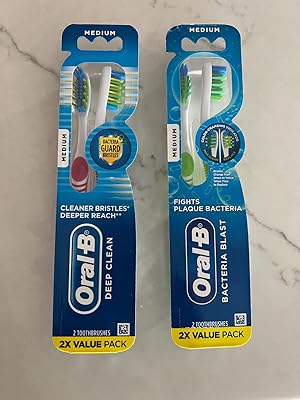 MEDIUM
MEDIUM
BACTERIA
GUARD
BRISTLES
CLEANER BRISTLES*
DEEPER REACH**
Oral-B®
DEEP CLEAN
2 TOOTHBRUSHES
2X VALUE PACK
MEDIUM
MEDIUM
FIGHTS
PLAQUE BACTERIA
Oral-B®
BACTERIA BLAST
2 TOOTHBRUSHES
2X VALUE PACK